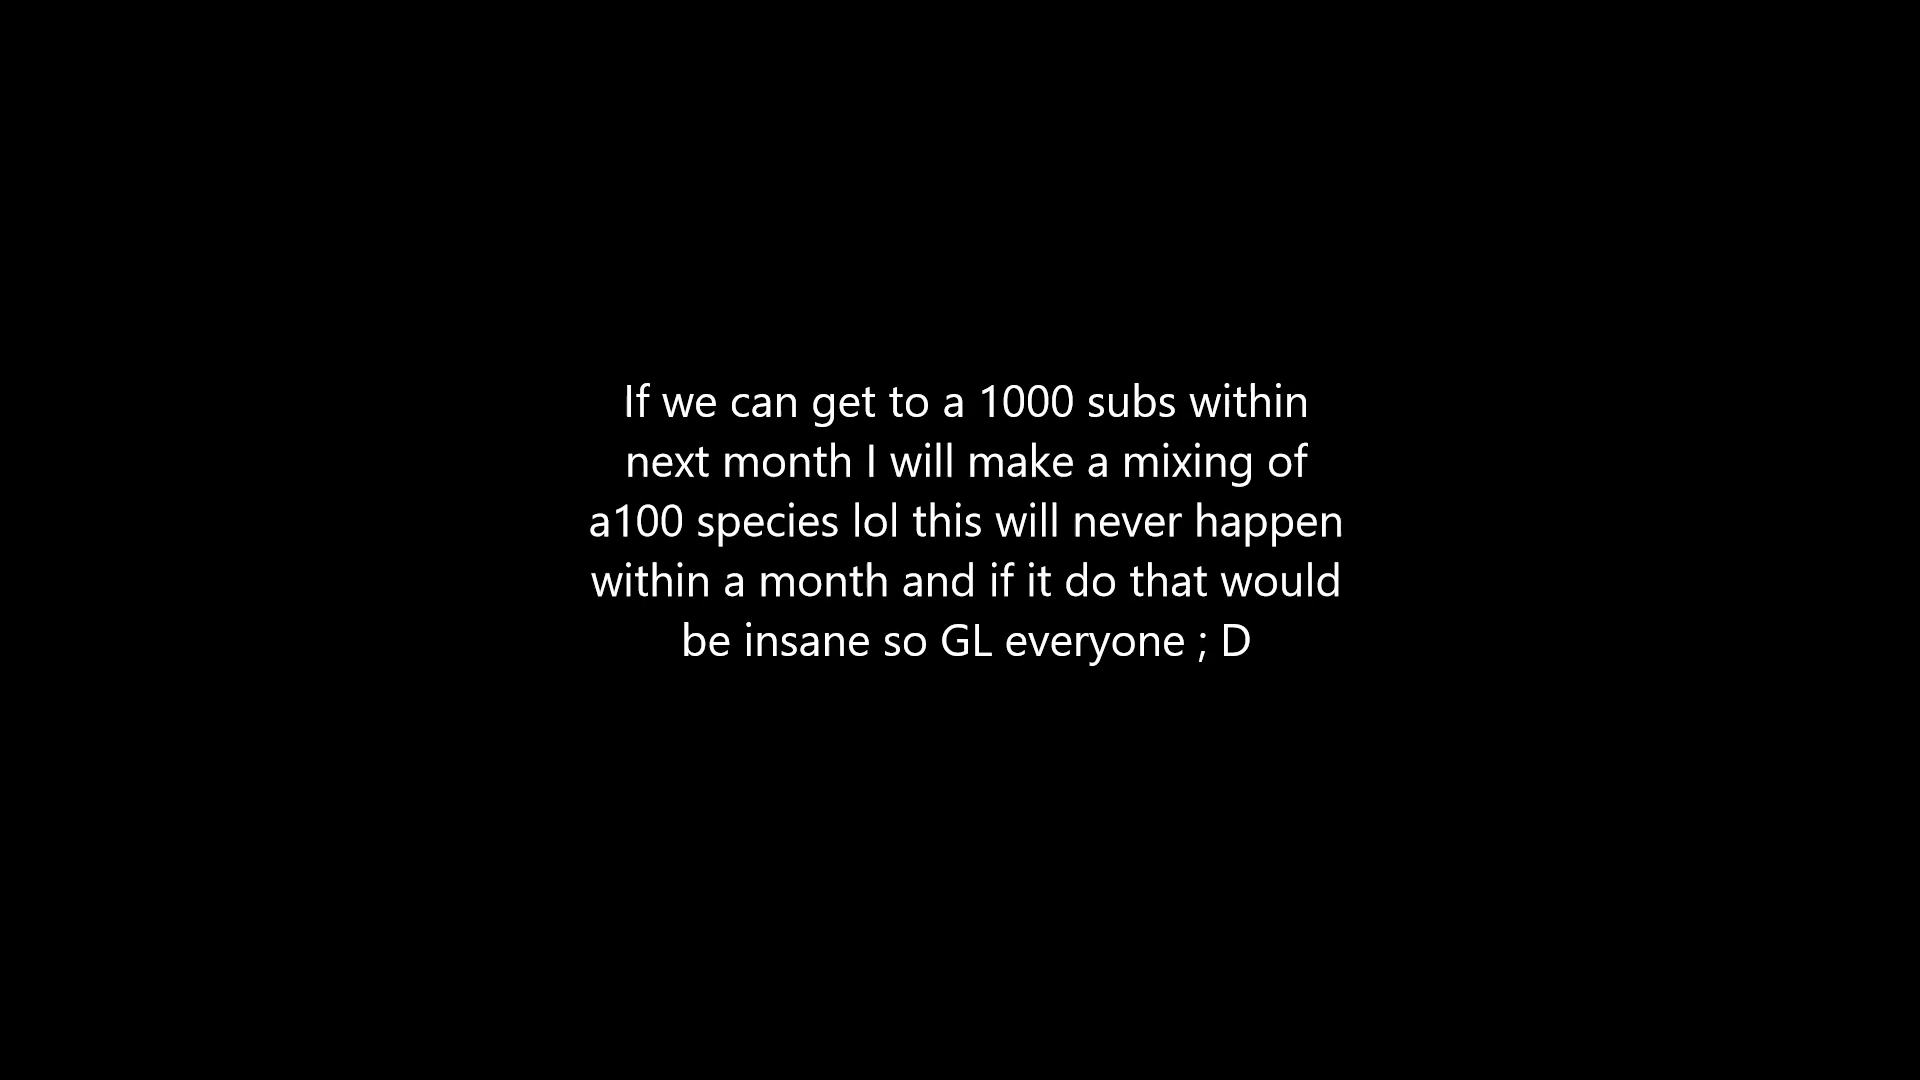 If we can get to a 1000 subs within
next month I will make a mixing of
a100 species lol this will never happen
within a month and if it do that would
be insane so GL everyone ; D